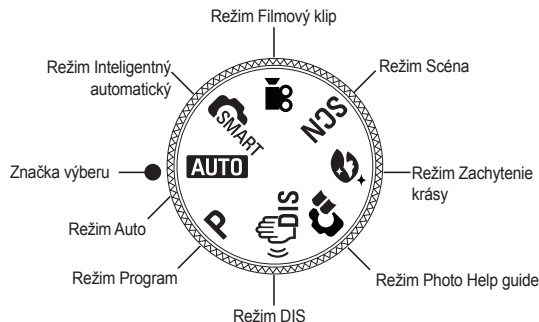 Režim Filmový klip
Režim Inteligentný
automatický
Režim Scéna
SMART
SCN
Značka výberu
AUTO
Režim Zachytenie
krásy
Režim Auto
P
DIS
Režim Program
Režim Photo Help guide
Režim DIS